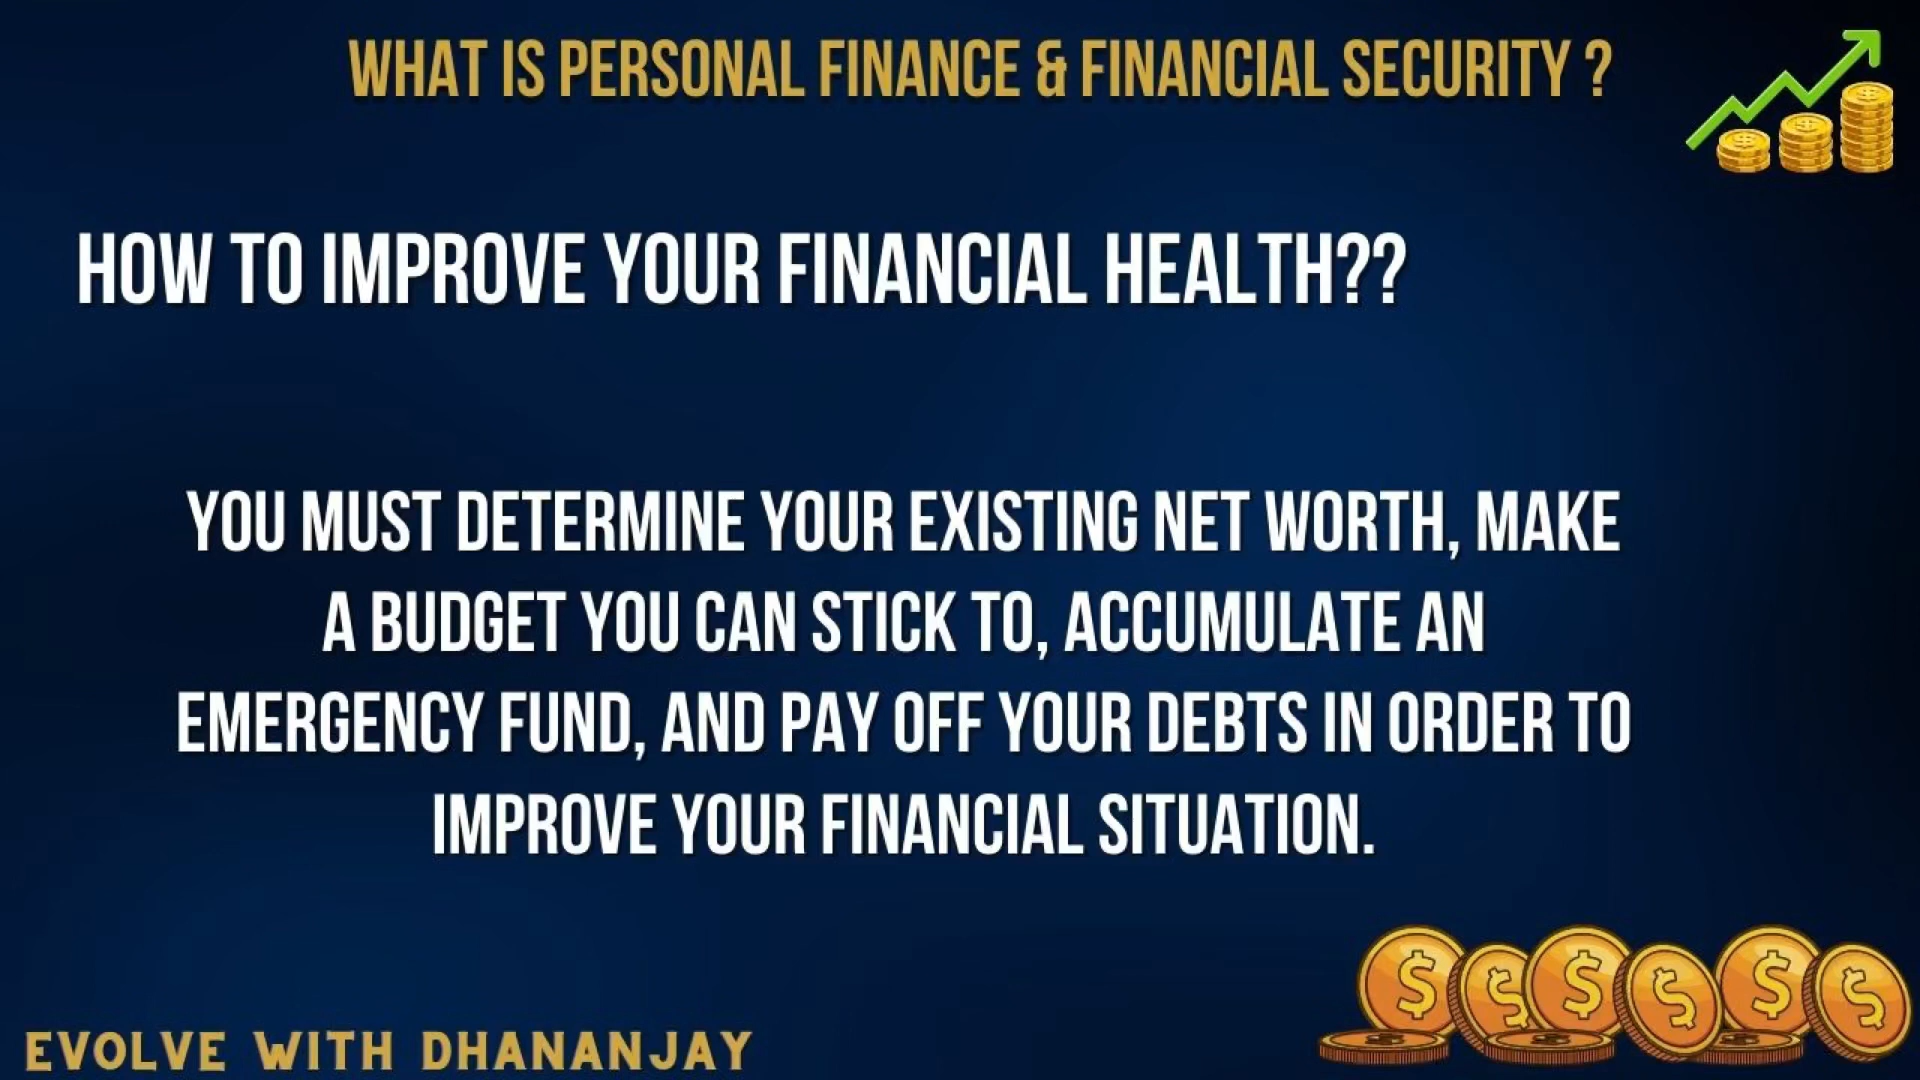 WHAT IS PERSONAL FINANCE & FINANCIAL SECURITY ?
HOW TO IMPROVE YOUR FINANCIAL HEALTH??
YOU MUST DETERMINE YOUR EXISTING NET WORTH, MAKE
A BUDGET YOU CAN STICK TO, ACCUMULATE AN
EMERGENCY FUND, AND PAY OFF YOUR DEBTS IN ORDER TO
IMPROVE YOUR FINANCIAL SITUATION.
EVOLVE WITH DHANANJAY